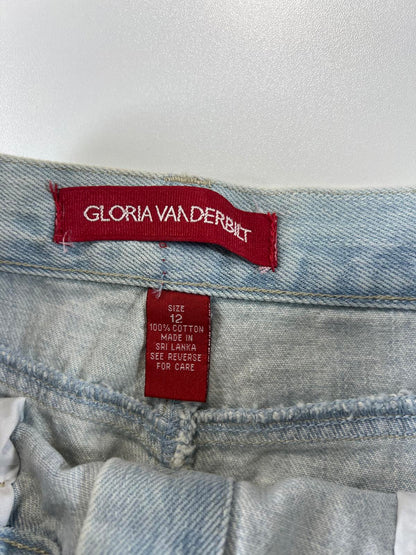 GLORIA VANDERBILT
SIZE
12
100% COTTON
MADE IN
SRI LANKA
SEE REVERSE
FOR CARE